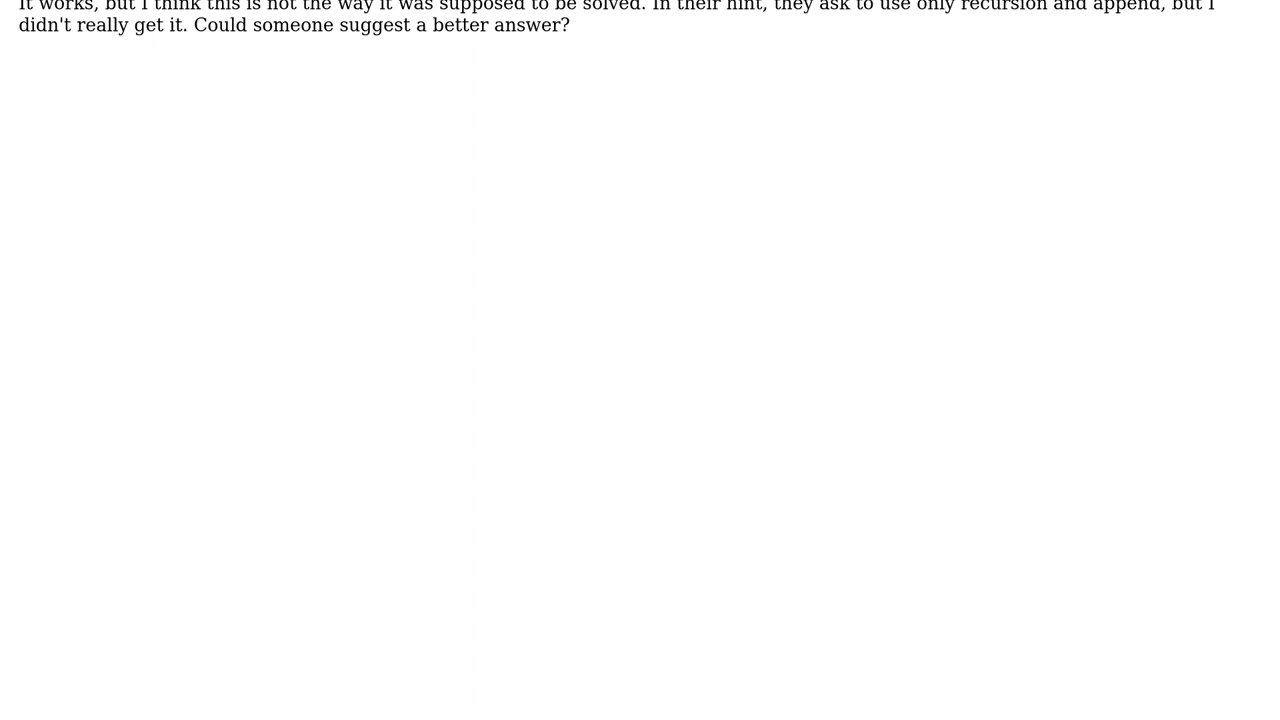 It works, but I think this is not the way it was supposed to be solved. In their hint, they ask to use only recursion and append, but I
didn't really get it. Could someone suggest a better answer?